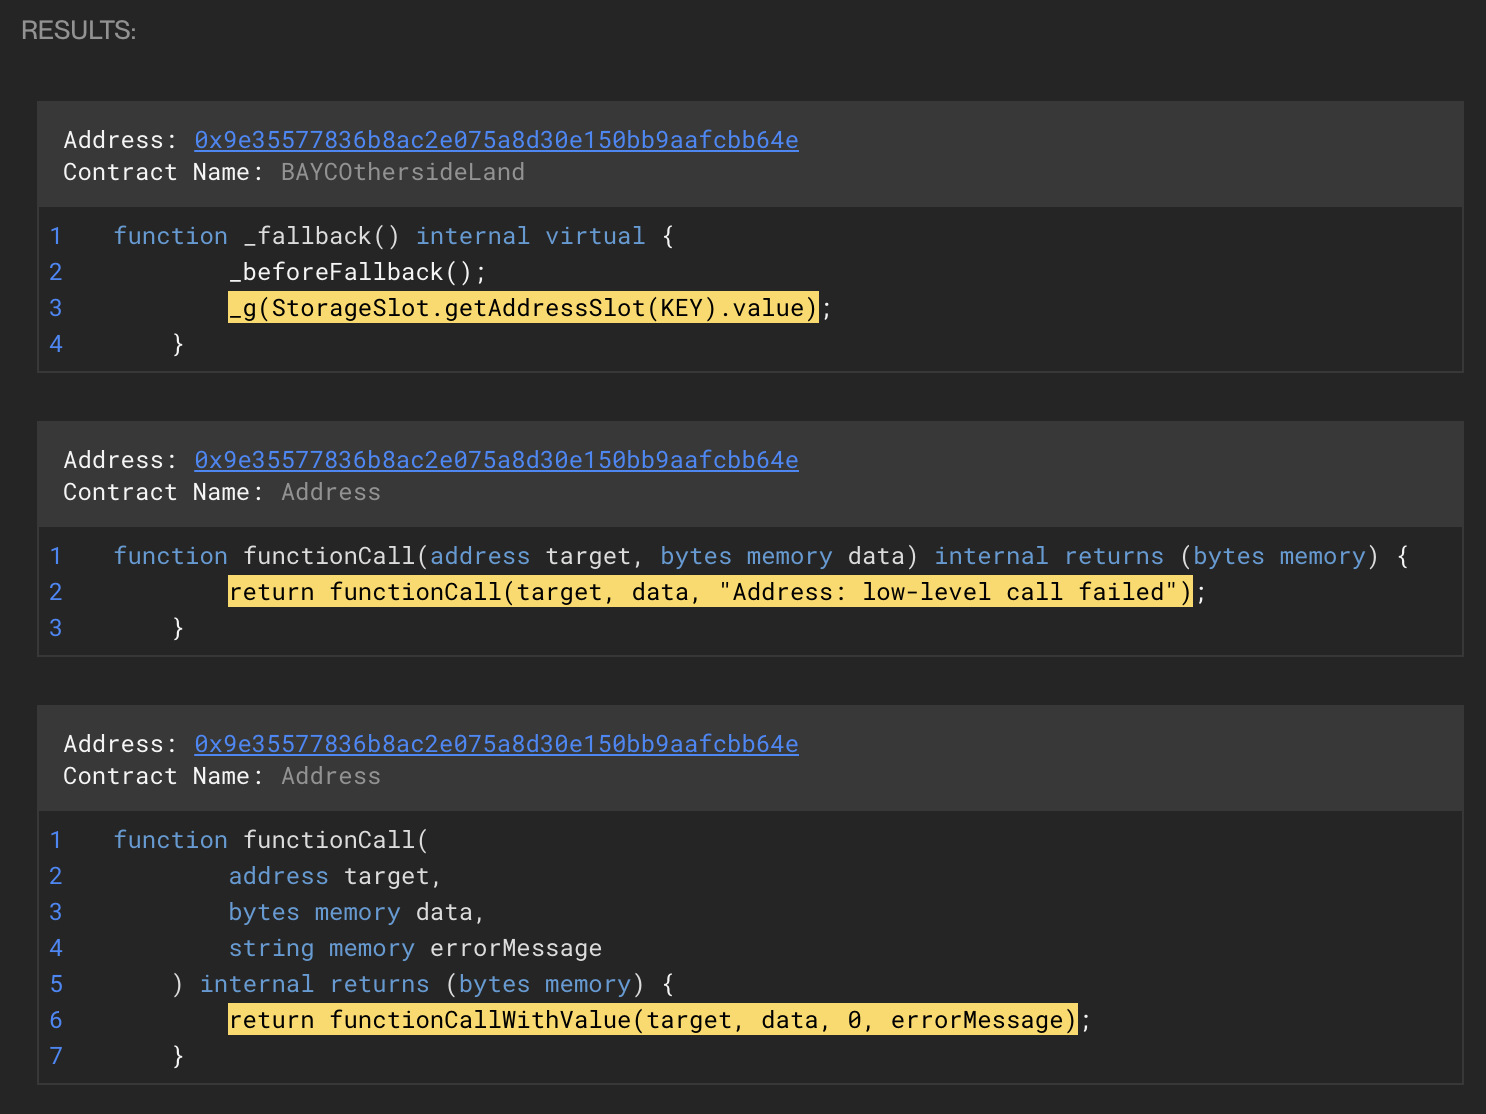 RESULTS:
Address: 0x9e35577836b8ac2e075a8d30e150bb9aafcbb64e
Contract Name: BAYCOthersideLand
1 function _fallback() internal virtual {
2 _beforeFallback();
3 _g(StorageSlot.getAddressSlot(KEY).value);
4 }
Address: 0x9e35577836b8ac2e075a8d30e150bb9aafcbb64e
Contract Name: Address
1 function functionCall(address target, bytes memory data) internal returns (bytes memory) {
2 return functionCall(target, data, "Address: low-level call failed");
3 }
Address: 0x9e35577836b8ac2e075a8d30e150bb9aafcbb64e
Contract Name: Address
1 function functionCall(
2 address target,
3 bytes memory data,
4 string memory errorMessage
5 ) internal returns (bytes memory) {
6 return functionCallWithValue(target, data, 0, errorMessage);
7 }